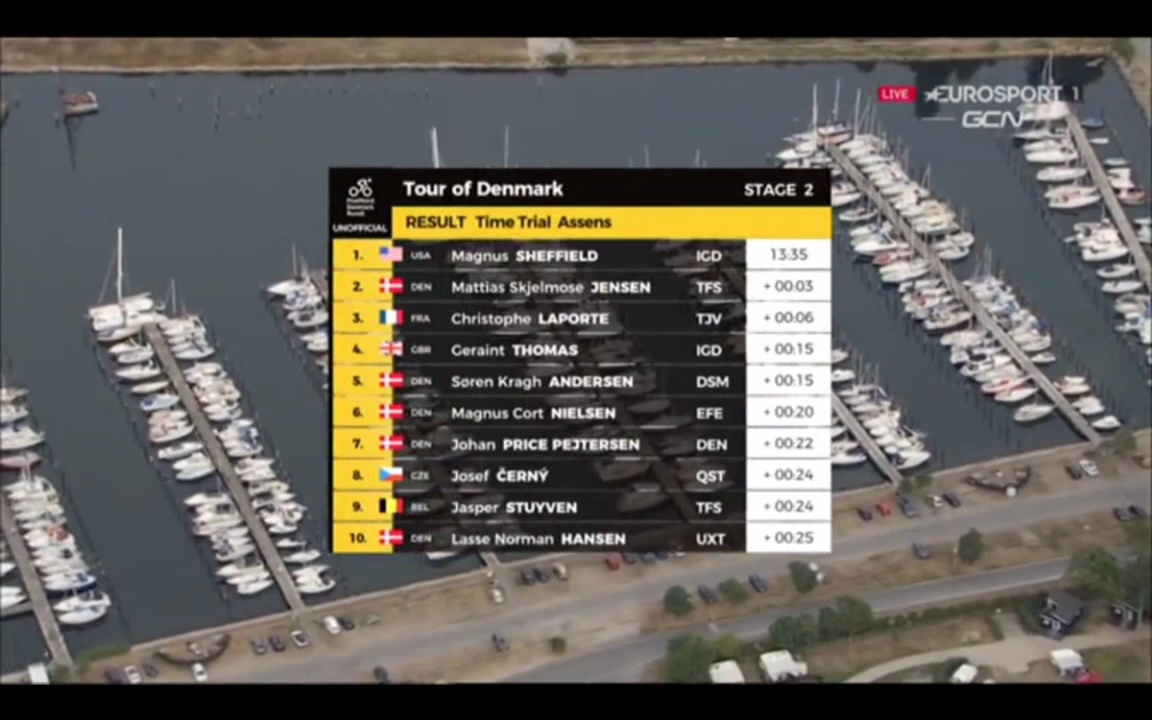 LIVE EUROSPORT 1
GCN
Tour of Denmark STAGE 2
PostNord
Danmark
Rundt
UNOFFICIAL
RESULT Time Trial Assens
1. USA Magnus SHEFFIELD IGD 13:35
2. DEN Mattias Skjelmose JENSEN TFS + 00:03
3. FRA Christophe LAPORTE TJV + 00:06
4. GBR Geraint THOMAS IGD + 00:15
5. DEN Søren Kragh ANDERSEN DSM + 00:15
6. DEN Magnus Cort NIELSEN EFE + 00:20
7. DEN Johan PRICE PEJTERSEN DEN + 00:22
8. CZE Josef ČERNÝ QST + 00:24
9. BEL Jasper STUYVEN TFS + 00:24
10. DEN Lasse Norman HANSEN UXT + 00:25